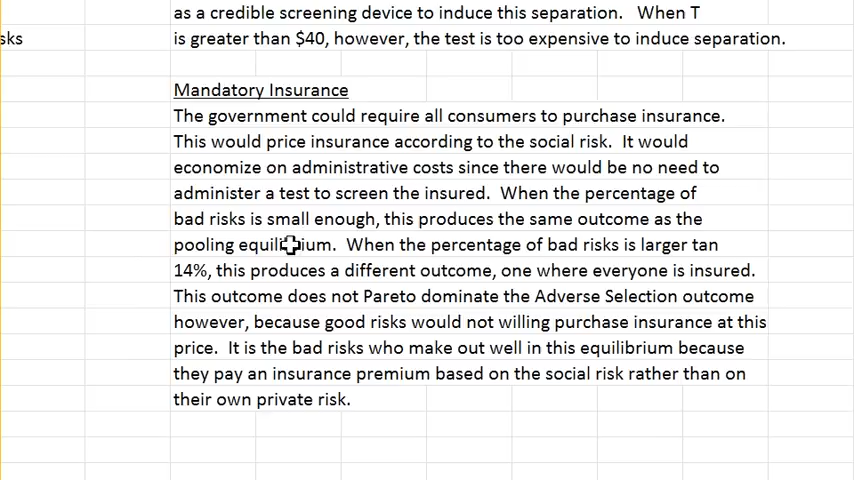 as a credible screening device to induce this separation.   When T
sks
is greater than $40, however, the test is too expensive to induce separation.
Mandatory Insurance
The government could require all consumers to purchase insurance.
This would price insurance according to the social risk.  It would
economize on administrative costs since there would be no need to
administer a test to screen the insured.  When the percentage of
bad risks is small enough, this produces the same outcome as the
pooling equilibrium.  When the percentage of bad risks is larger tan
14%, this produces a different outcome, one where everyone is insured.
This outcome does not Pareto dominate the Adverse Selection outcome
however, because good risks would not willing purchase insurance at this
price.  It is the bad risks who make out well in this equilibrium because
they pay an insurance premium based on the social risk rather than on
their own private risk.